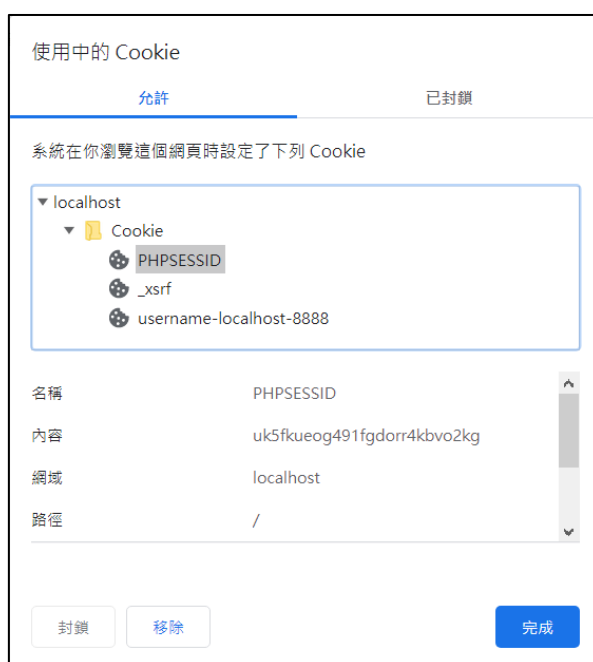 使用中的 Cookie
允許 已封鎖
系統在你瀏覽這個網頁時設定了下列 Cookie
localhost
Cookie
PHPSESSID
_xsrf
username-localhost-8888
名稱 PHPSESSID
內容 uk5fkueog491fgdorr4kbvo2kg
網域 localhost
路徑 /
封鎖 移除 完成